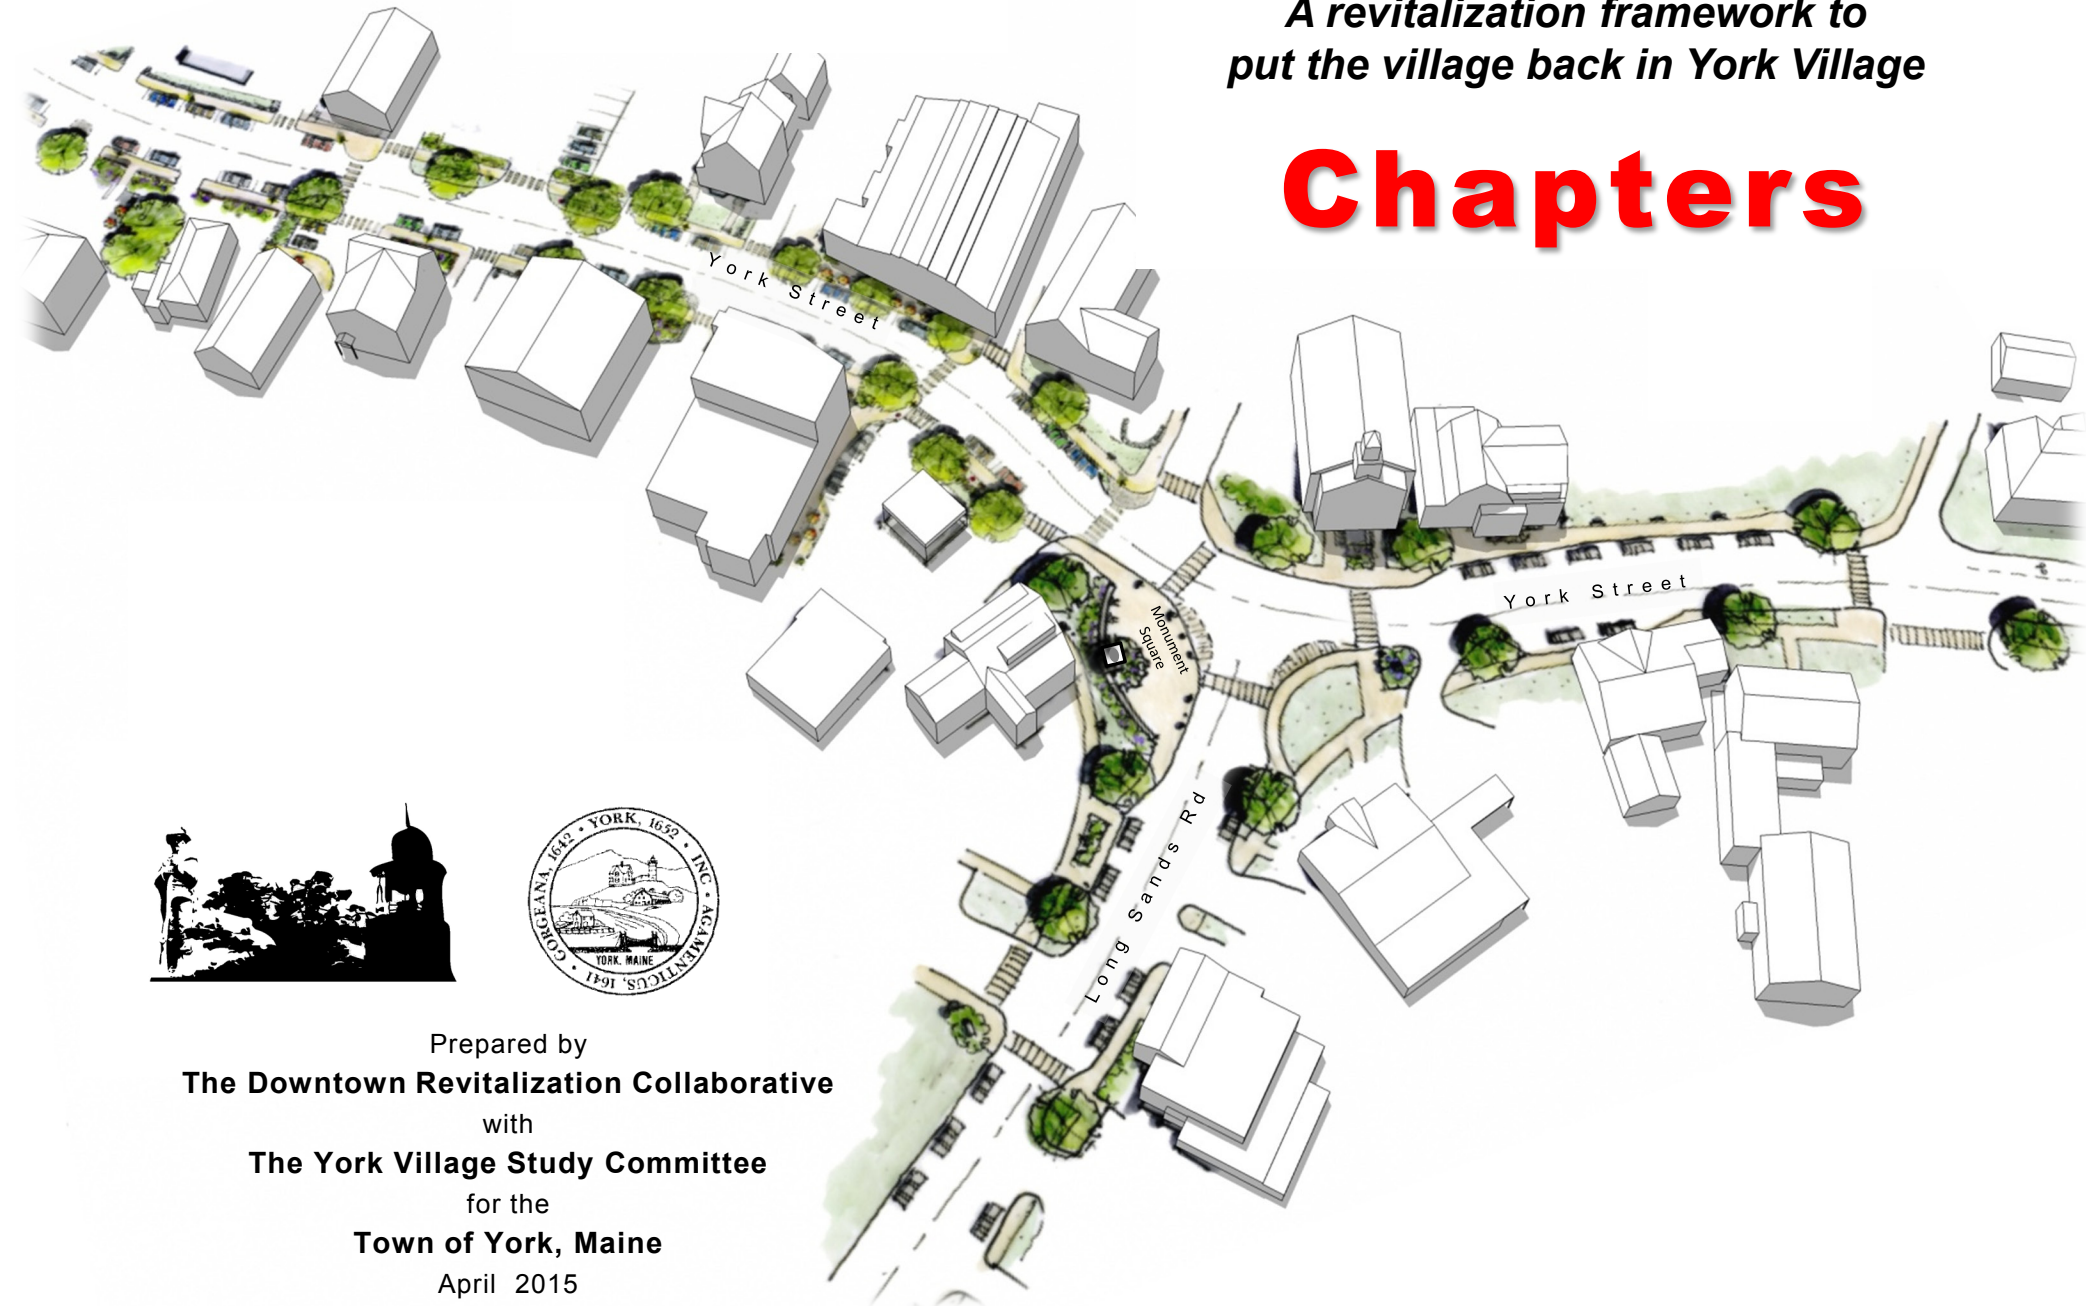 A revitalization framework to
put the village back in York Village
Chapters
York Street
York Street
Monument
Square
Long Sands Rd
GORGEANA, 1642 • YORK, 1652 • INC • AGAMENTICUS, 1641 •
YORK, MAINE
Prepared by
The Downtown Revitalization Collaborative
with
The York Village Study Committee
for the
Town of York, Maine
April 2015